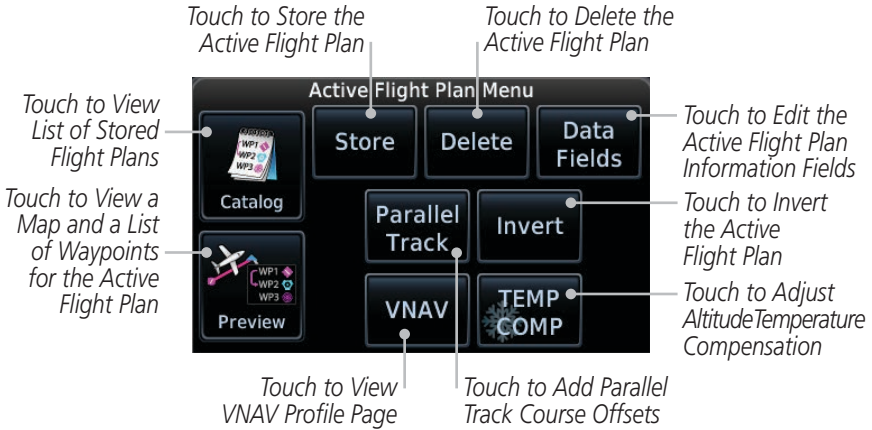 Touch to Store the
Active Flight Plan
Touch to Delete the
Active Flight Plan
Active Flight Plan Menu
Touch to View
List of Stored
Flight Plans
WP1
WP2
WP3
Catalog
Store
Delete
Data
Fields
Touch to Edit the
Active Flight Plan
Information Fields
Touch to View a
Map and a List
of Waypoints
for the Active
Flight Plan
WP1
WP2
WP3
Preview
Parallel
Track
Invert
Touch to Invert
the Active
Flight Plan
VNAV
TEMP
COMP
Touch to Adjust
Altitude Temperature
Compensation
Touch to View
VNAV Profile Page
Touch to Add Parallel
Track Course Offsets